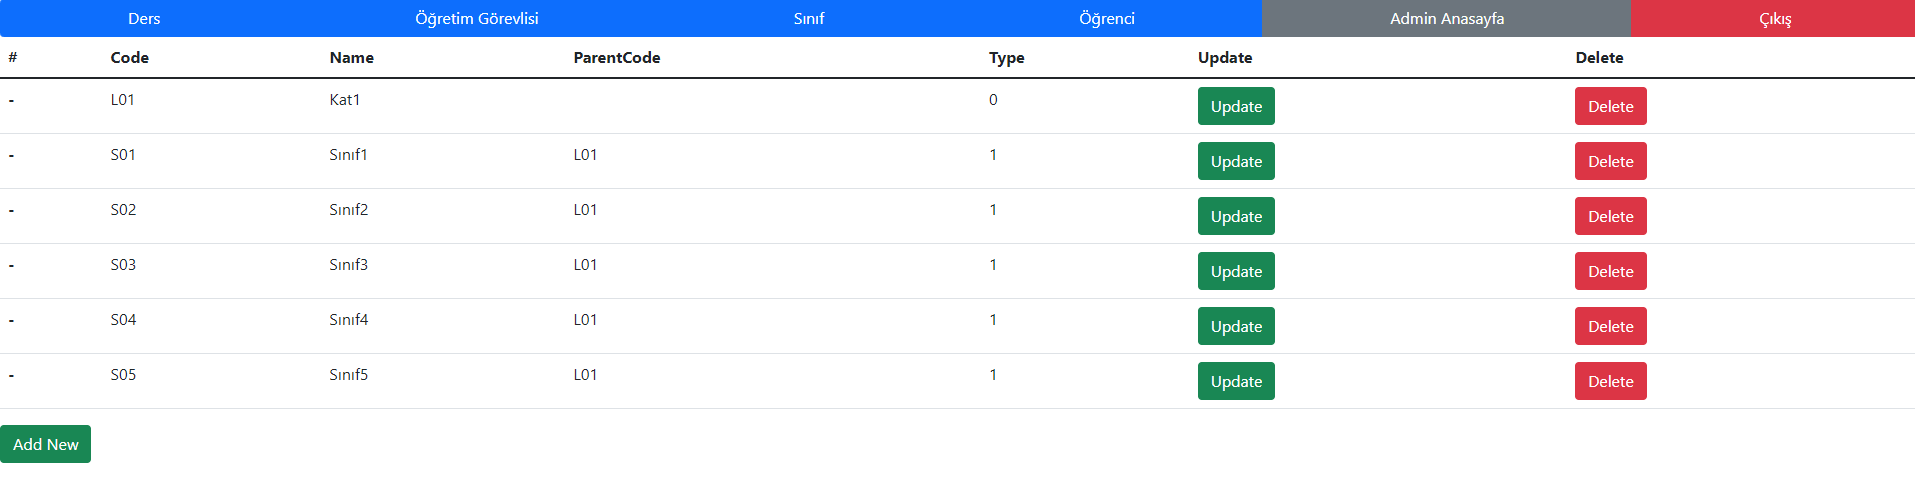 Ders Öğretim Görevlisi Sınıf Öğrenci Admin Anasayfa Çıkış
# Code Name ParentCode Type Update Delete
- L01 Kat1 0 Update Delete
- S01 Sınıf1 L01 1 Update Delete
- S02 Sınıf2 L01 1 Update Delete
- S03 Sınıf3 L01 1 Update Delete
- S04 Sınıf4 L01 1 Update Delete
- S05 Sınıf5 L01 1 Update Delete
Add New